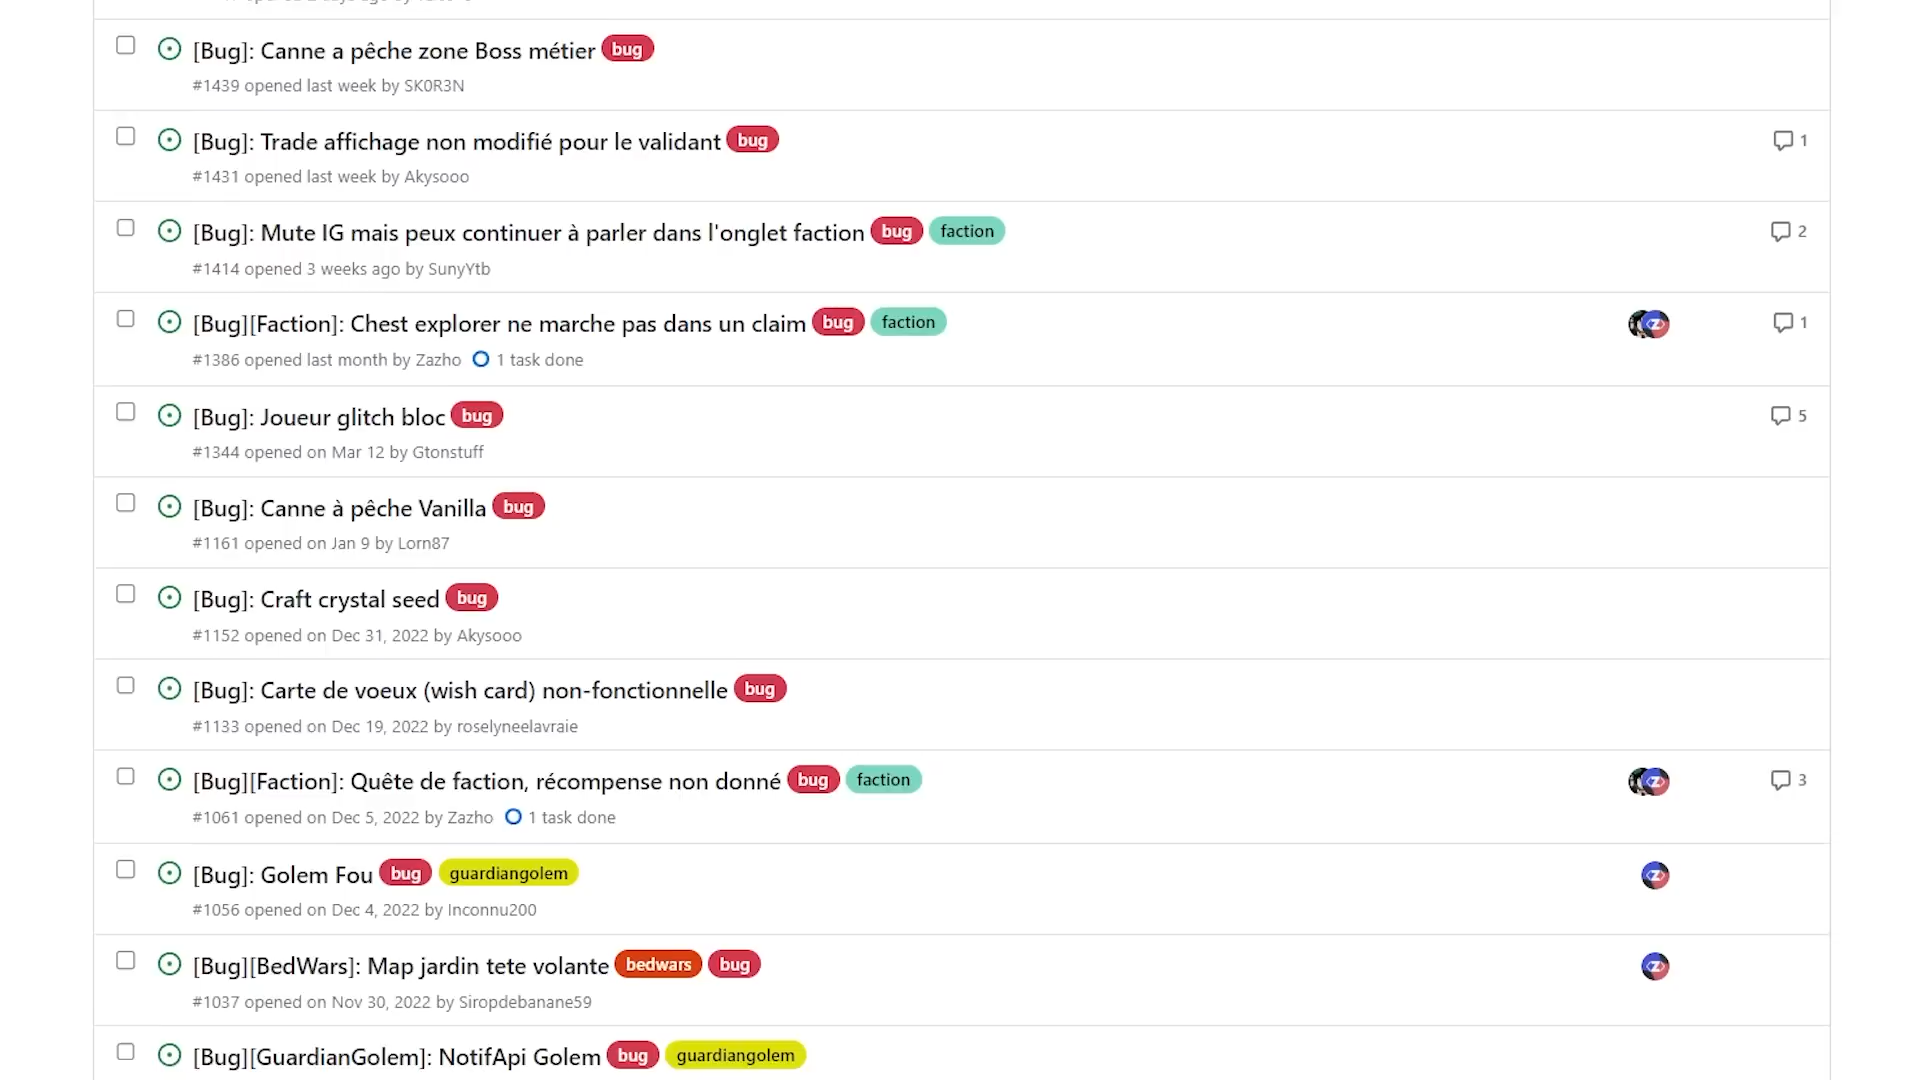 [Bug]: Canne a pêche zone Boss métier bug
#1439 opened last week by SK0R3N
[Bug]: Trade affichage non modifié pour le validant bug 1
#1431 opened last week by Akysooo
[Bug]: Mute IG mais peux continuer à parler dans l'onglet faction bug faction 2
#1414 opened 3 weeks ago by SunyYtb
[Bug][Faction]: Chest explorer ne marche pas dans un claim bug faction 1
#1386 opened last month by Zazho 1 task done
[Bug]: Joueur glitch bloc bug 5
#1344 opened on Mar 12 by Gtonstuff
[Bug]: Canne à pêche Vanilla bug
#1161 opened on Jan 9 by Lorn87
[Bug]: Craft crystal seed bug
#1152 opened on Dec 31, 2022 by Akysooo
[Bug]: Carte de voeux (wish card) non-fonctionnelle bug
#1133 opened on Dec 19, 2022 by roselyneelavraie
[Bug][Faction]: Quête de faction, récompense non donné bug faction 3
#1061 opened on Dec 5, 2022 by Zazho 1 task done
[Bug]: Golem Fou bug guardiangolem
#1056 opened on Dec 4, 2022 by Inconnu200
[Bug][BedWars]: Map jardin tete volante bedwars bug
#1037 opened on Nov 30, 2022 by Siropdebanane59
[Bug][GuardianGolem]: NotifApi Golem bug guardiangolem